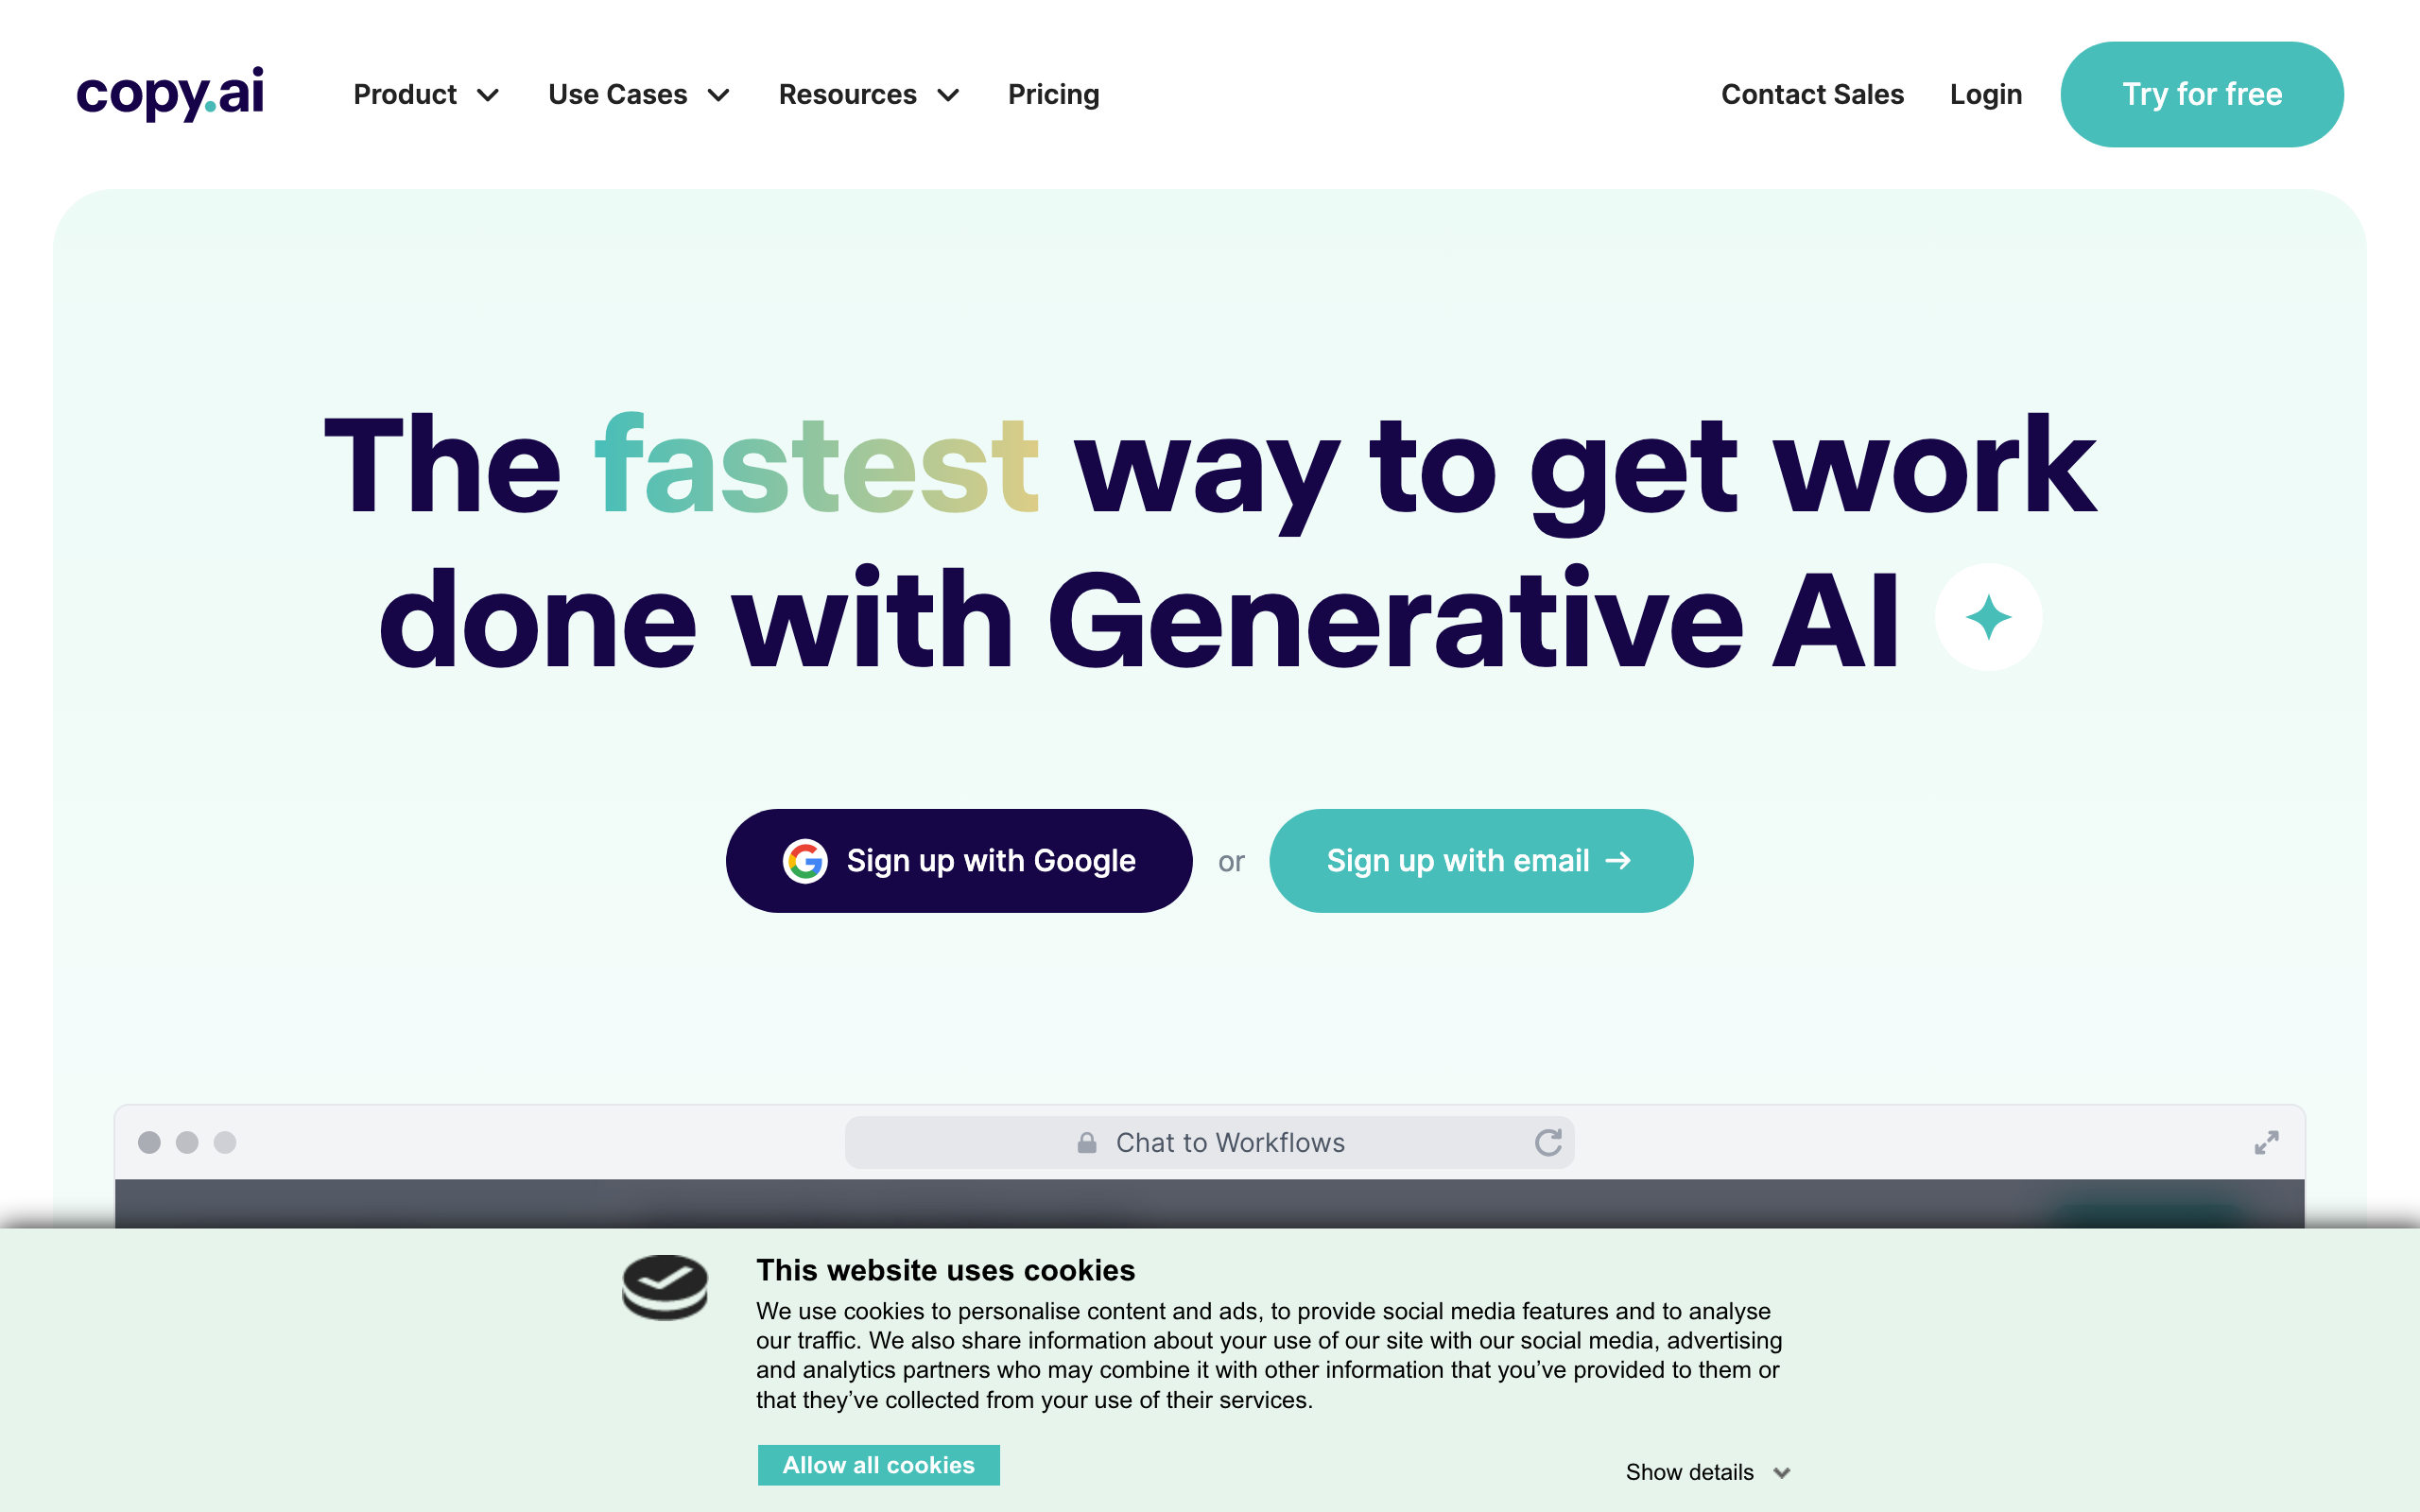 copy.ai
Product
Use Cases
Resources
Pricing
Contact Sales
Login
Try for free
The fastest way to get work
done with Generative AI
Sign up with Google
or
Sign up with email →
Chat to Workflows
This website uses cookies
We use cookies to personalise content and ads, to provide social media features and to analyse
our traffic. We also share information about your use of our site with our social media, advertising
and analytics partners who may combine it with other information that you’ve provided to them or
that they’ve collected from your use of their services.
Allow all cookies
Show details